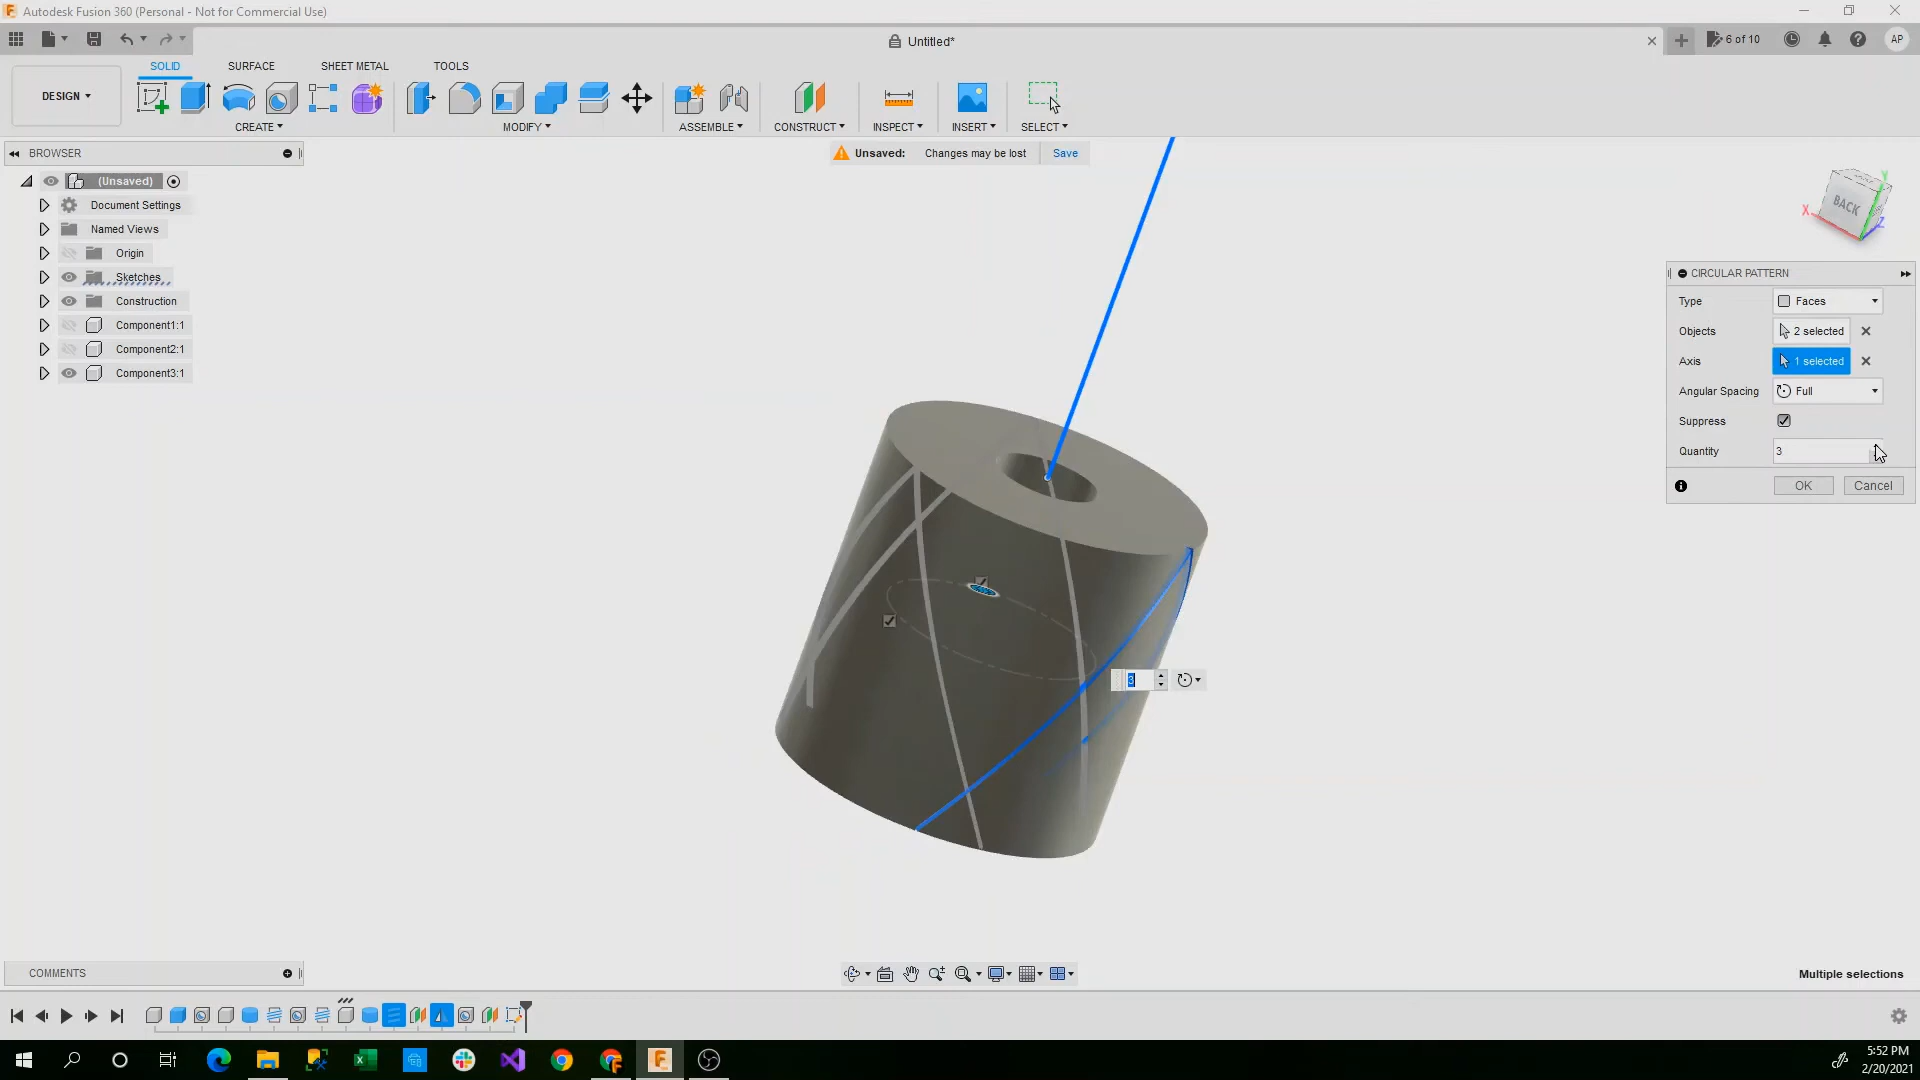 Autodesk Fusion 360 (Personal - Not for Commercial Use)
Untitled*
6 of 10
AP
DESIGN
SOLID
SURFACE
SHEET METAL
TOOLS
CREATE
MODIFY
ASSEMBLE
CONSTRUCT
INSPECT
INSERT
SELECT
BROWSER
Unsaved:
Changes may be lost
Save
(Unsaved)
Document Settings
Named Views
Origin
Sketches
Construction
Component1:1
Component2:1
Component3:1
BACK
X
Y
Z
CIRCULAR PATTERN
Type
Faces
Objects
2 selected
Axis
1 selected
Angular Spacing
Full
Suppress
Quantity
3
OK
Cancel
3
COMMENTS
Multiple selections
5:52 PM
2/20/2021